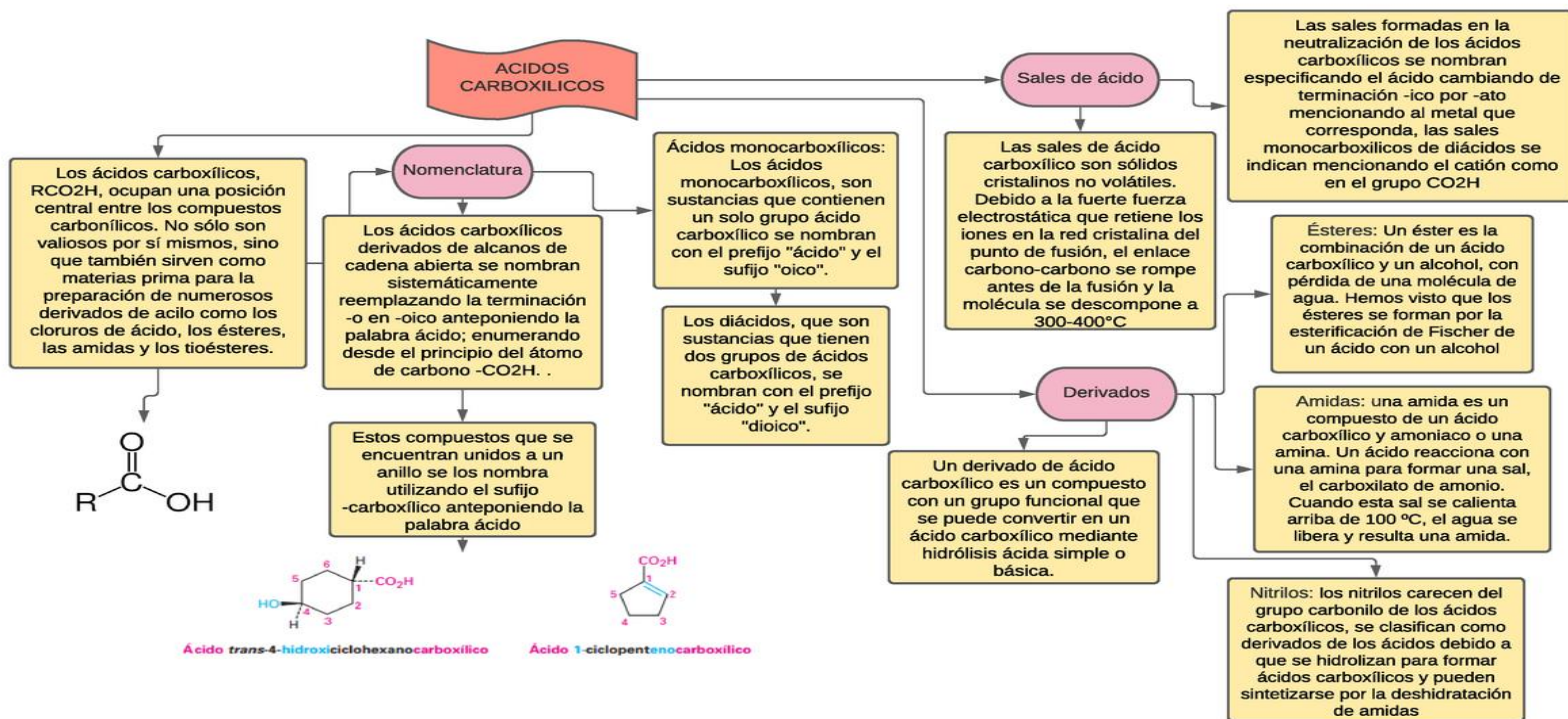 ACIDOS
CARBOXILICOS
Los ácidos carboxílicos,
RCO2H, ocupan una posición
central entre los compuestos
carbonílicos. No sólo son
valiosos por sí mismos, sino
que también sirven como
materias prima para la
preparación de numerosos
derivados de acilo como los
cloruros de ácido, los ésteres,
las amidas y los tioésteres.
O
C
R
OH
Nomenclatura
Los ácidos carboxílicos
derivados de alcanos de
cadena abierta se nombran
sistemáticamente
reemplazando la terminación
-o en -oico anteponiendo la
palabra ácido; enumerando
desde el principio del átomo
de carbono -CO2H. .
Estos compuestos que se
encuentran unidos a un
anillo se los nombra
utilizando el sufijo
-carboxílico anteponiendo la
palabra ácido
H
6
5
1
CO₂H
HO
4
2
3
H
Ácido trans-4-hidroxiciclohexanocarboxílico
CO₂H
1
5
2
4
3
Ácido 1-ciclopentenocarboxílico
Ácidos monocarboxílicos:
Los ácidos
monocarboxílicos, son
sustancias que contienen
un solo grupo ácido
carboxílico se nombran
con el prefijo "ácido" y el
sufijo "oico".
Los diácidos, que son
sustancias que tienen
dos grupos de ácidos
carboxílicos, se
nombran con el prefijo
"ácido" y el sufijo
"dioico".
Sales de ácido
Las sales de ácido
carboxílico son sólidos
cristalinos no volátiles.
Debido a la fuerte fuerza
electrostática que retiene los
iones en la red cristalina del
punto de fusión, el enlace
carbono-carbono se rompe
antes de la fusión y la
molécula se descompone a
300-400°C
Las sales formadas en la
neutralización de los ácidos
carboxílicos se nombran
especificando el ácido cambiando de
terminación -ico por -ato
mencionando al metal que
corresponda, las sales
monocarboxilicos de diácidos se
indican mencionando el catión como
en el grupo CO2H
Derivados
Un derivado de ácido
carboxílico es un compuesto
con un grupo funcional que
se puede convertir en un
ácido carboxílico mediante
hidrólisis ácida simple o
básica.
Ésteres: Un éster es la
combinación de un ácido
carboxílico y un alcohol, con
pérdida de una molécula de
agua. Hemos visto que los
ésteres se forman por la
esterificación de Fischer de
un ácido con un alcohol
Amidas: una amida es un
compuesto de un ácido
carboxílico y amoniaco o una
amina. Un ácido reacciona con
una amina para formar una sal,
el carboxilato de amonio.
Cuando esta sal se calienta
arriba de 100 ºC, el agua se
libera y resulta una amida.
Nitrilos: los nitrilos carecen del
grupo carbonilo de los ácidos
carboxílicos, se clasifican como
derivados de los ácidos debido a
que se hidrolizan para formar
ácidos carboxílicos y pueden
sintetizarse por la deshidratación
de amidas